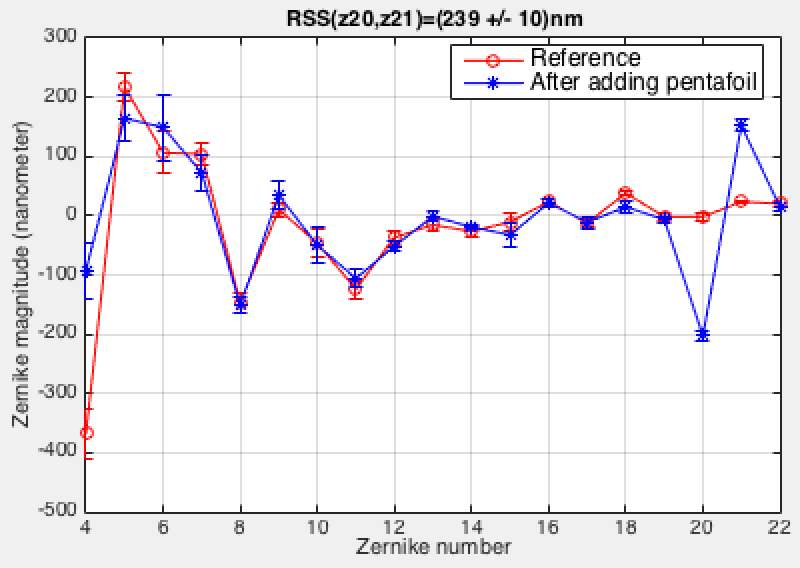 RSS(z20,z21)=(239 +/- 10)nm
Reference
After adding pentafoil
300
200
100
0
-100
-200
-300
-400
-500
Zernike magnitude (nanometer)
4 6 8 10 12 14 16 18 20 22
Zernike number